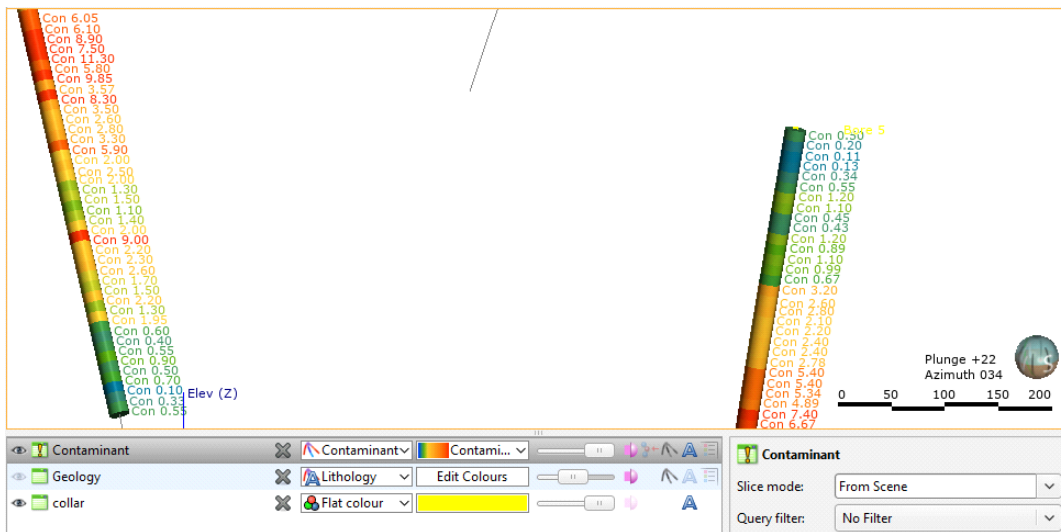 Con 6.05
Con 6.10
Con 8.90
Con 7.50
Con 11.30
Con 5.80
Con 9.85
Con 3.57
Con 8.30
Con 3.50
Con 2.60
Con 2.80
Con 3.30
Con 5.90
Con 2.00
Con 2.50
Con 2.00
Con 1.30
Con 1.50
Con 1.10
Con 1.40
Con 2.00
Con 9.00
Con 2.20
Con 2.30
Con 2.60
Con 1.70
Con 1.50
Con 2.20
Con 1.30
Con 1.95
Con 0.60
Con 0.40
Con 0.55
Con 0.90
Con 0.50
Con 0.70
Con 0.10
Con 0.33
Con 0.55
Elev (Z)
Con 0.50
Con 0.20
Con 0.11
Con 0.13
Con 0.34
Con 0.55
Con 1.20
Con 1.10
Con 0.45
Con 0.43
Con 1.20
Con 0.89
Con 1.10
Con 0.99
Con 0.67
Con 3.20
Con 2.60
Con 2.80
Con 2.10
Con 2.20
Con 2.40
Con 2.40
Con 2.78
Con 5.40
Con 5.40
Con 5.34
Con 4.89
Con 7.40
Con 6.67
Plunge +22
Azimuth 034
S
0 50 100 150 200
Contaminant Contaminant Contami...
Geology Lithology Edit Colours
collar Flat colour
Contaminant
Slice mode: From Scene
Query filter: No Filter